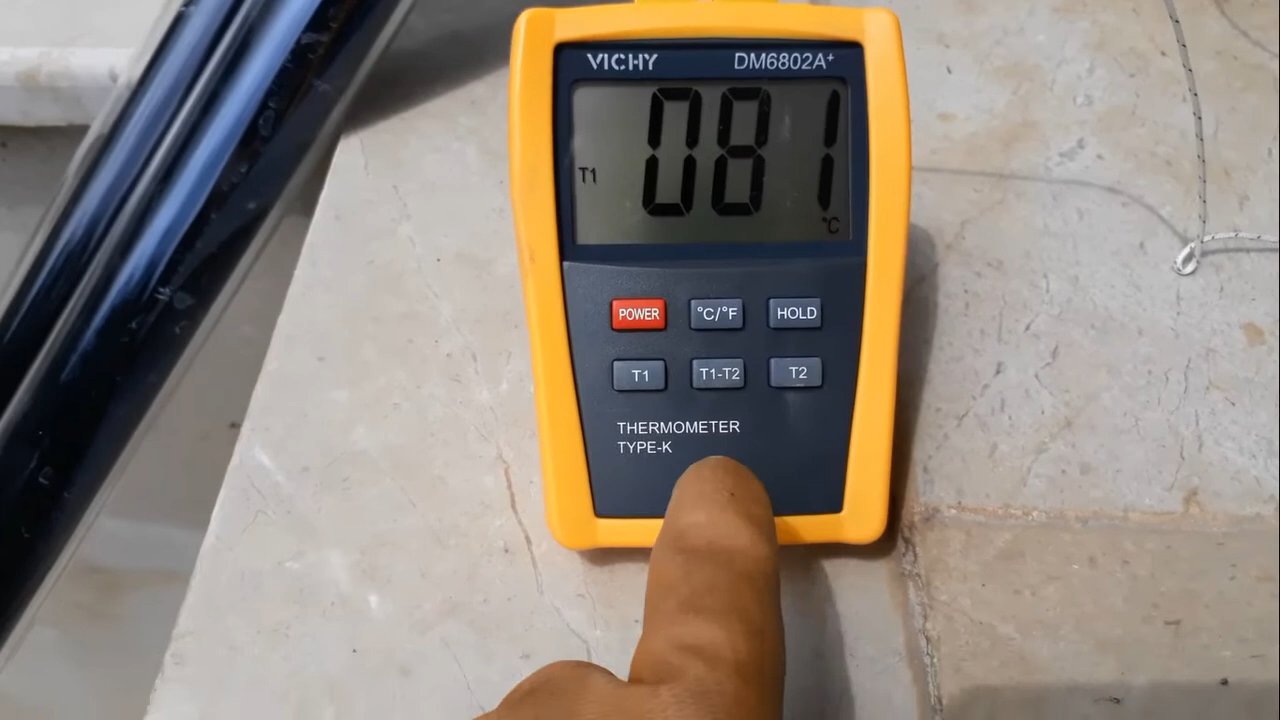 VICHY DM6802A+
081
T1
°C
POWER °C/°F HOLD
T1 T1-T2 T2
THERMOMETER
TYPE-K